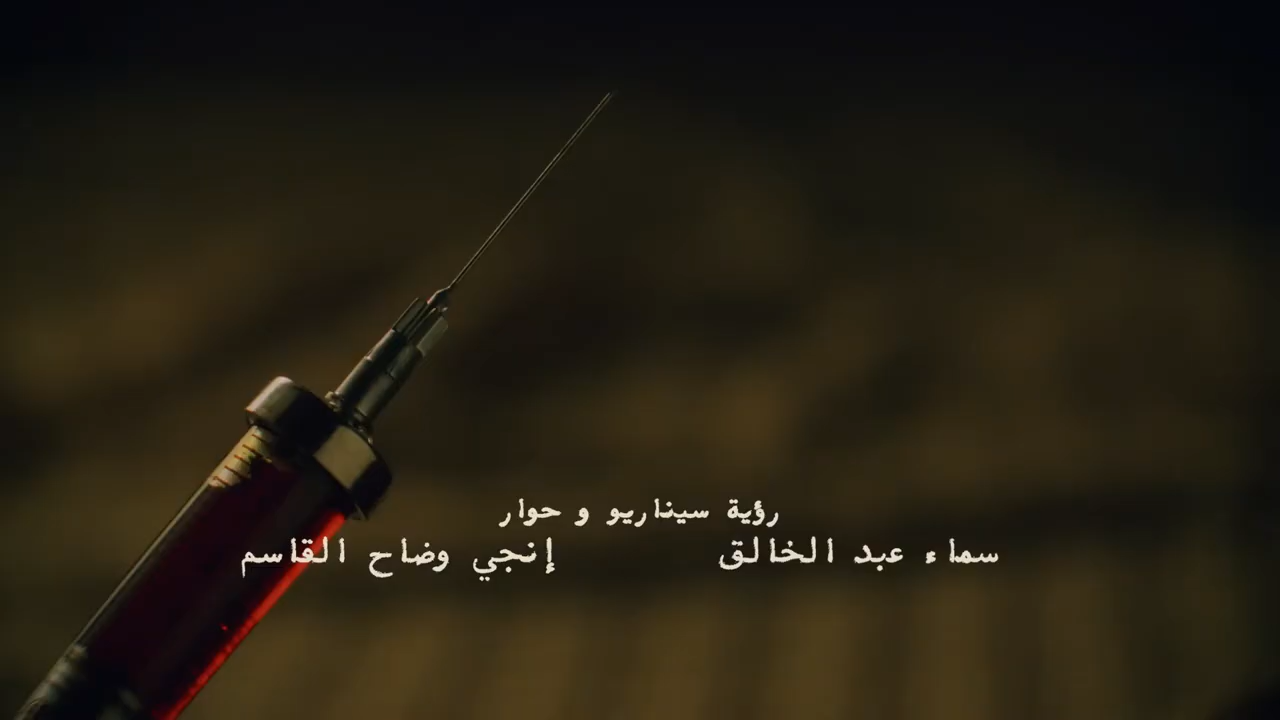 رؤية سيناريو و حوار
سماء عبد الخالق إنجي وضاح القاسم